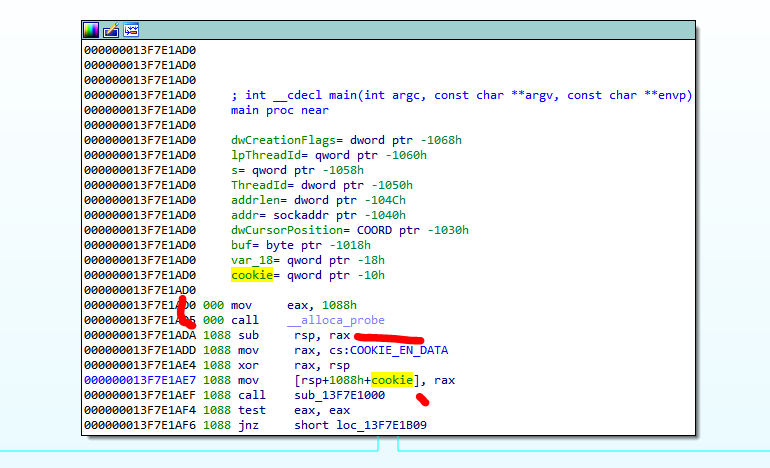 000000013F7E1AD0
000000013F7E1AD0
000000013F7E1AD0
000000013F7E1AD0 ; int __cdecl main(int argc, const char **argv, const char **envp)
000000013F7E1AD0 main proc near
000000013F7E1AD0
000000013F7E1AD0 dwCreationFlags= dword ptr -1068h
000000013F7E1AD0 lpThreadId= qword ptr -1060h
000000013F7E1AD0 s= qword ptr -1058h
000000013F7E1AD0 ThreadId= dword ptr -1050h
000000013F7E1AD0 addrlen= dword ptr -104Ch
000000013F7E1AD0 addr= sockaddr ptr -1040h
000000013F7E1AD0 dwCursorPosition= COORD ptr -1030h
000000013F7E1AD0 buf= byte ptr -1018h
000000013F7E1AD0 var_18= qword ptr -18h
000000013F7E1AD0 cookie= qword ptr -10h
000000013F7E1AD0
000000013F7E1AD0 000 mov eax, 1088h
000000013F7E1AD5 000 call __alloca_probe
000000013F7E1ADA 1088 sub rsp, rax
000000013F7E1ADD 1088 mov rax, cs:COOKIE_EN_DATA
000000013F7E1AE4 1088 xor rax, rsp
000000013F7E1AE7 1088 mov [rsp+1088h+cookie], rax
000000013F7E1AEF 1088 call sub_13F7E1000
000000013F7E1AF4 1088 test eax, eax
000000013F7E1AF6 1088 jnz short loc_13F7E1B09